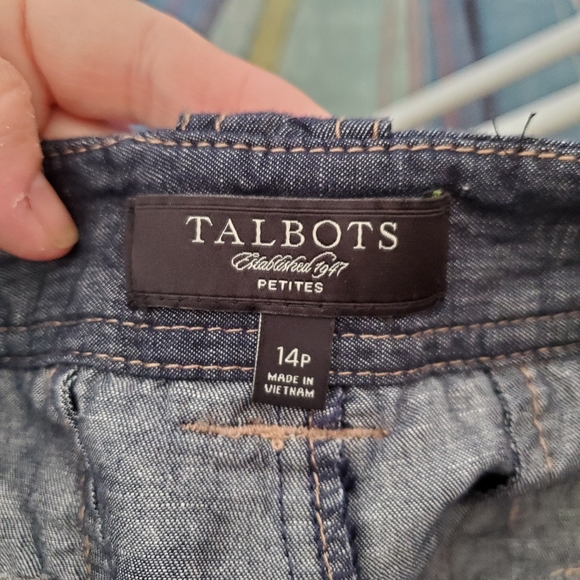 TALBOTS
Established 1947
PETITES
14P
MADE IN
VIETNAM